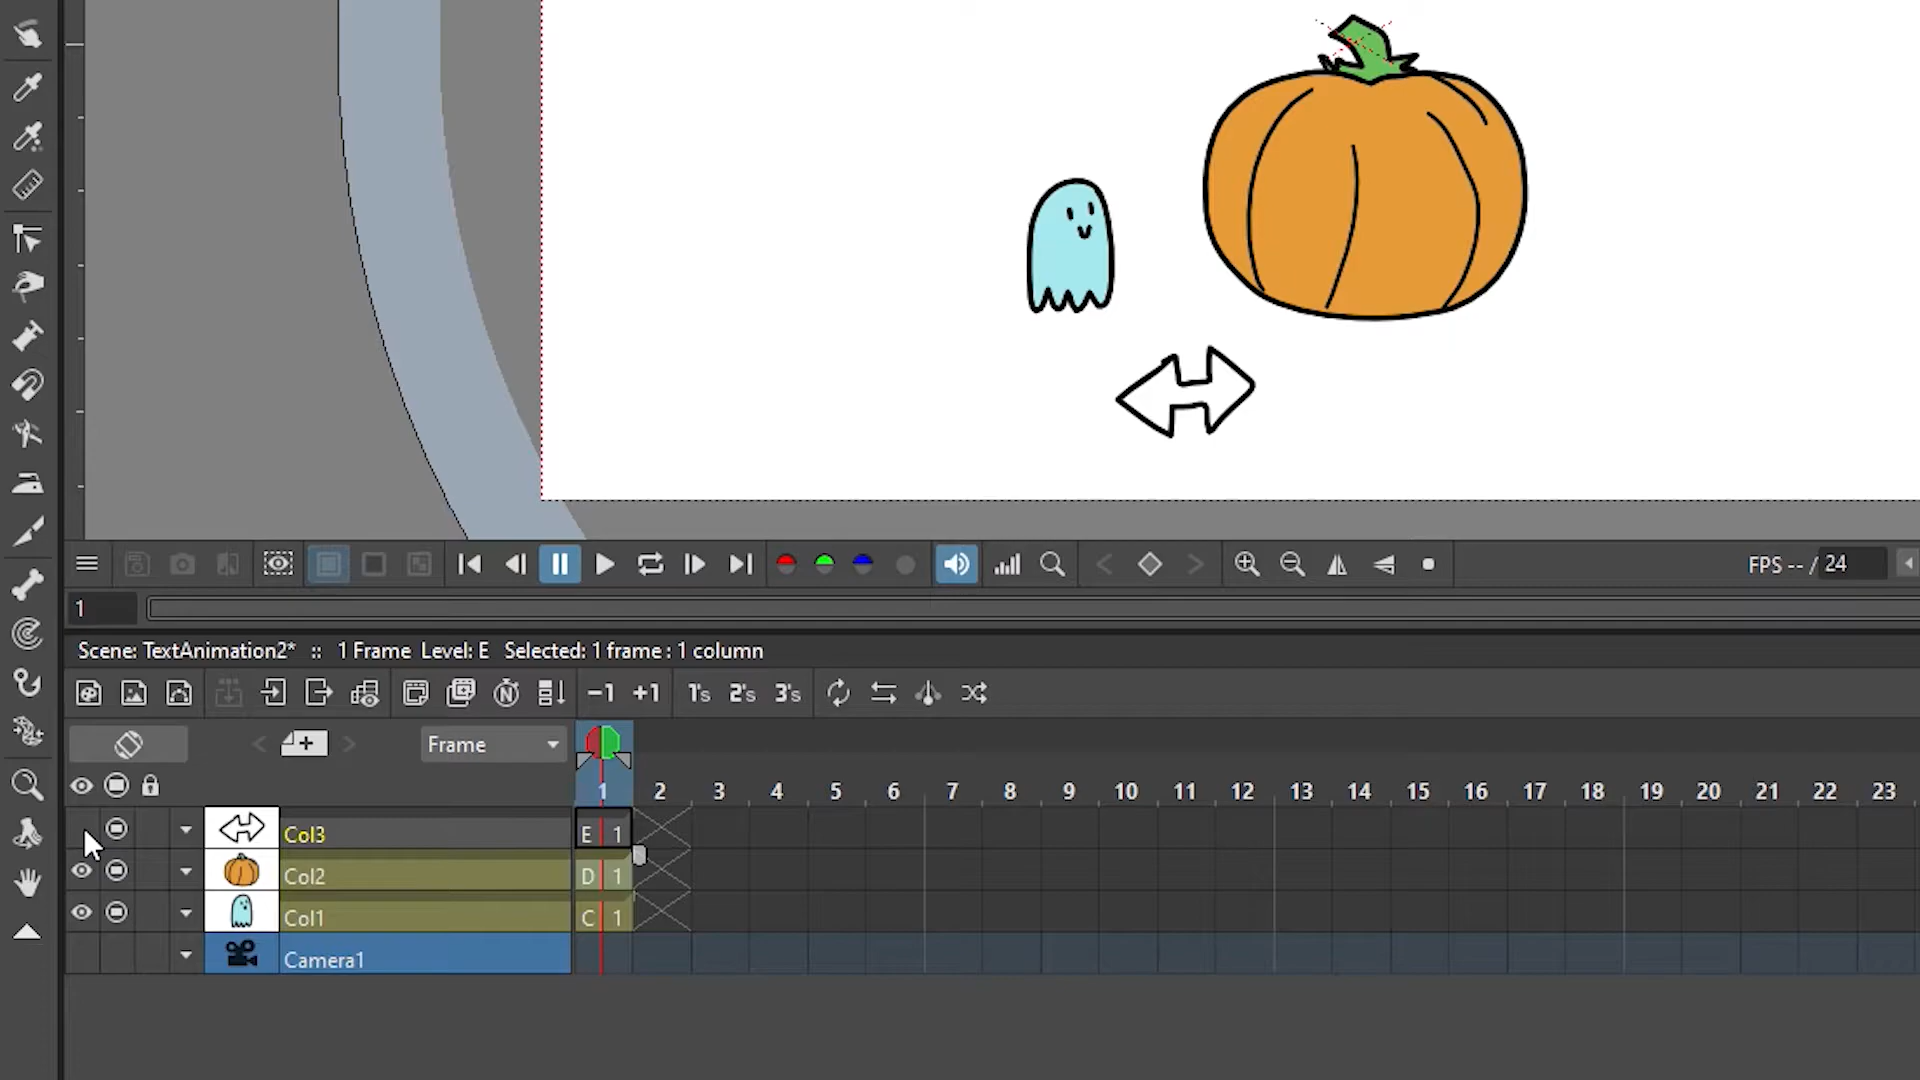 FPS -- / 24
1
Scene: TextAnimation2* :: 1 Frame Level: E Selected: 1 frame : 1 column
-1 +1 1's 2's 3's
Frame
1 2 3 4 5 6 7 8 9 10 11 12 13 14 15 16 17 18 19 20 21 22 23
Col3 E 1
Col2 D 1
Col1 C 1
Camera1